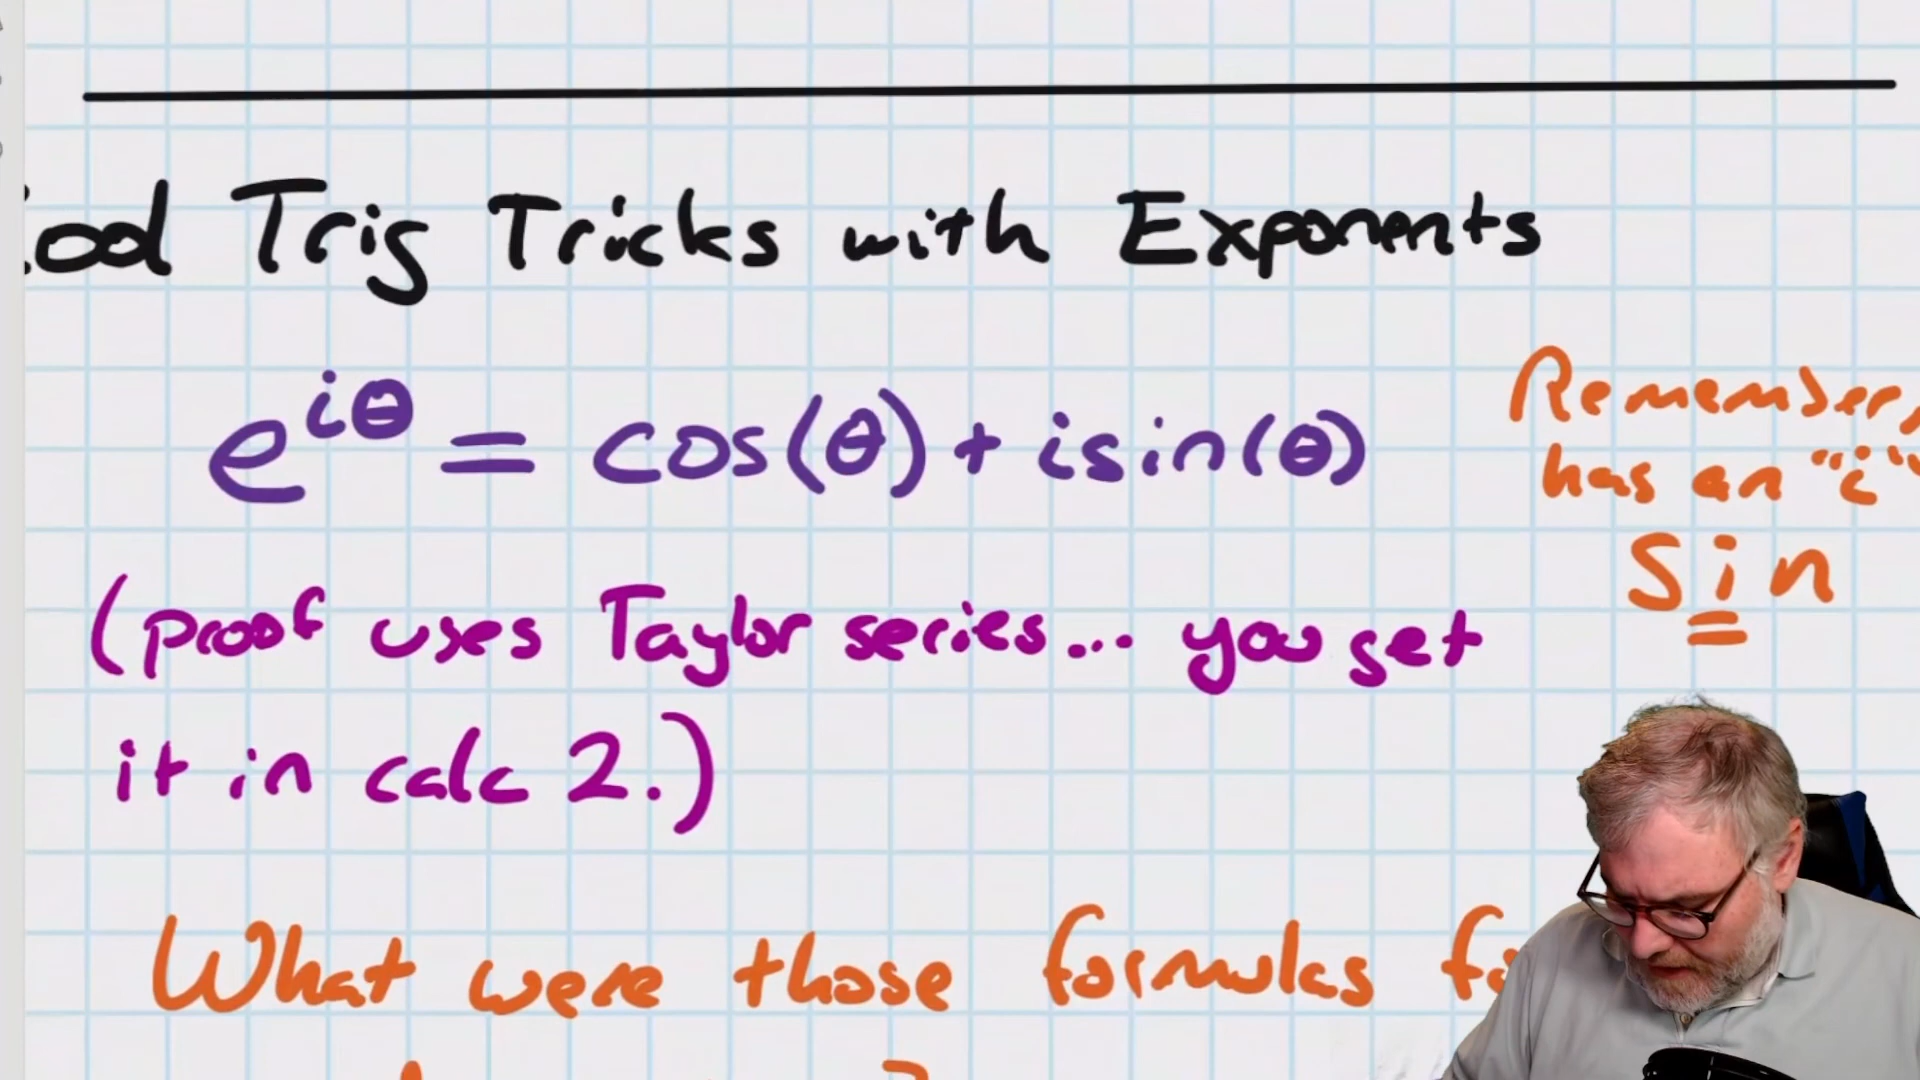 Trig Tricks with Exponents
e^{iθ} = cos(θ) + i sin(θ)
Remember,
has an "i"
Sin
(proof uses Taylor series... you get
it in calc 2.)
What were those formulas